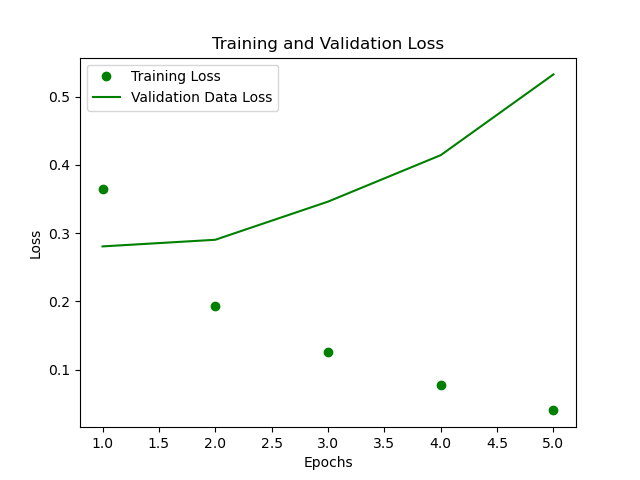 Training and Validation Loss
Training Loss
Validation Data Loss
Loss
0.5
0.4
0.3
0.2
0.1
1.0 1.5 2.0 2.5 3.0 3.5 4.0 4.5 5.0
Epochs